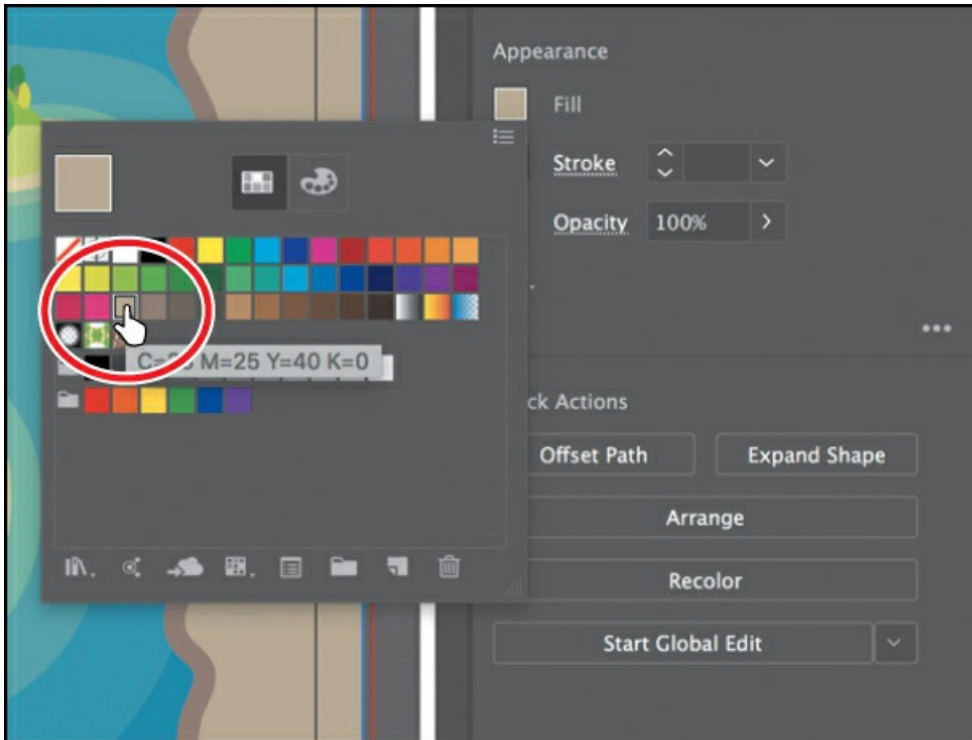 Appearance
Fill
Stroke
Opacity 100%
C=25 M=25 Y=40 K=0
ck Actions
Offset Path Expand Shape
Arrange
Recolor
Start Global Edit